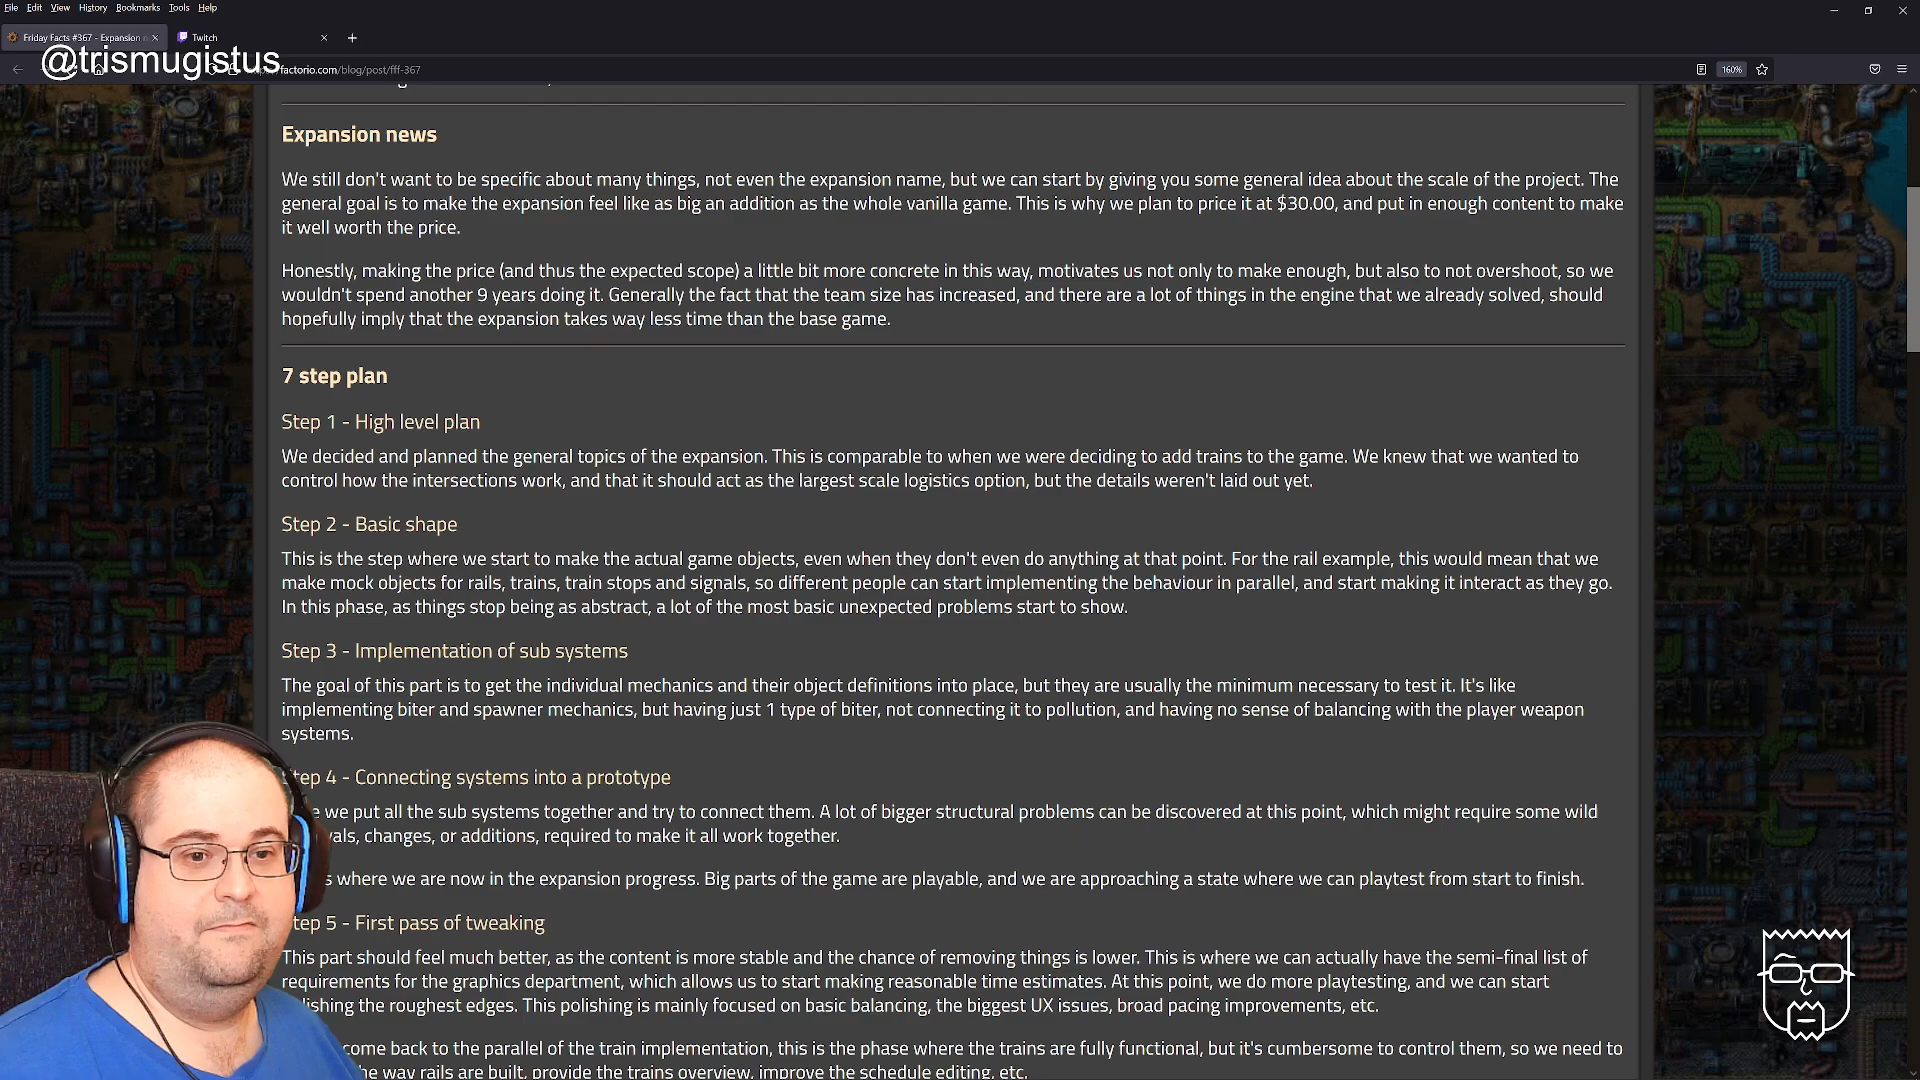 File Edit View History Bookmarks Tools Help
Friday Facts #367 - Expansion
Twitch
@trismugistus
factorio.com/blog/post/fff-367
160%
Expansion news
We still don't want to be specific about many things, not even the expansion name, but we can start by giving you some general idea about the scale of the project. The
general goal is to make the expansion feel like as big an addition as the whole vanilla game. This is why we plan to price it at $30.00, and put in enough content to make
it well worth the price.
Honestly, making the price (and thus the expected scope) a little bit more concrete in this way, motivates us not only to make enough, but also to not overshoot, so we
wouldn't spend another 9 years doing it. Generally the fact that the team size has increased, and there are a lot of things in the engine that we already solved, should
hopefully imply that the expansion takes way less time than the base game.
7 step plan
Step 1 - High level plan
We decided and planned the general topics of the expansion. This is comparable to when we were deciding to add trains to the game. We knew that we wanted to
control how the intersections work, and that it should act as the largest scale logistics option, but the details weren't laid out yet.
Step 2 - Basic shape
This is the step where we start to make the actual game objects, even when they don't even do anything at that point. For the rail example, this would mean that we
make mock objects for rails, trains, train stops and signals, so different people can start implementing the behaviour in parallel, and start making it interact as they go.
In this phase, as things stop being as abstract, a lot of the most basic unexpected problems start to show.
Step 3 - Implementation of sub systems
The goal of this part is to get the individual mechanics and their object definitions into place, but they are usually the minimum necessary to test it. It's like
implementing biter and spawner mechanics, but having just 1 type of biter, not connecting it to pollution, and having no sense of balancing with the player weapon
systems.
tep 4 - Connecting systems into a prototype
we put all the sub systems together and try to connect them. A lot of bigger structural problems can be discovered at this point, which might require some wild
vals, changes, or additions, required to make it all work together.
s where we are now in the expansion progress. Big parts of the game are playable, and we are approaching a state where we can playtest from start to finish.
tep 5 - First pass of tweaking
This part should feel much better, as the content is more stable and the chance of removing things is lower. This is where we can actually have the semi-final list of
requirements for the graphics department, which allows us to start making reasonable time estimates. At this point, we do more playtesting, and we can start
ishing the roughest edges. This polishing is mainly focused on basic balancing, the biggest UX issues, broad pacing improvements, etc.
come back to the parallel of the train implementation, this is the phase where the trains are fully functional, but it's cumbersome to control them, so we need to
he way rails are built, provide the trains overview, improve the schedule editing, etc.